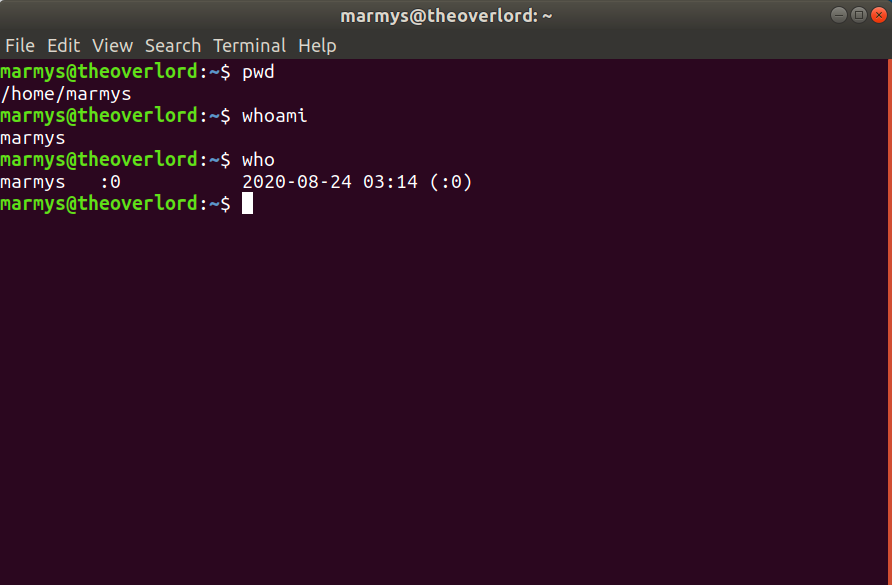 marmys@theoverlord: ~
File Edit View Search Terminal Help
marmys@theoverlord:~$ pwd
/home/marmys
marmys@theoverlord:~$ whoami
marmys
marmys@theoverlord:~$ who
marmys   :0           2020-08-24 03:14 (:0)
marmys@theoverlord:~$